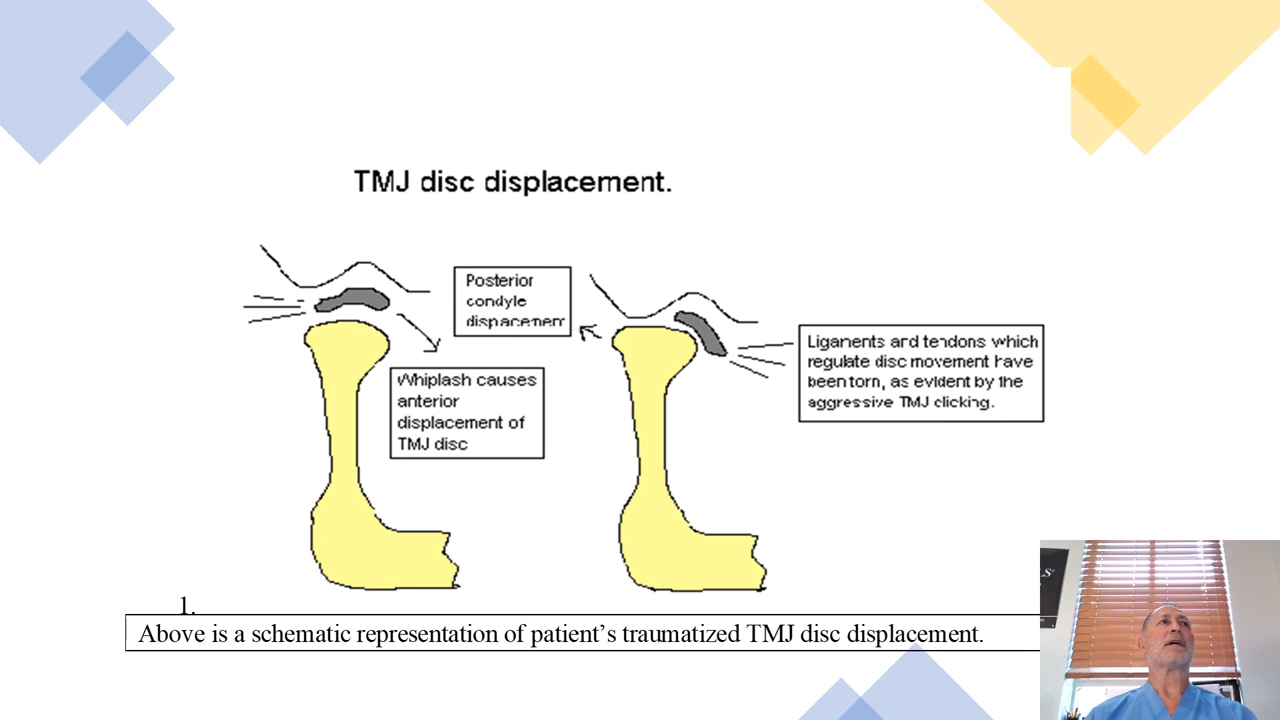 TMJ disc displacement.
Posterior
condyle
dispacement
Whiplash causes
anterior
displacement of
TMJ disc
Ligaments and tendons which
regulate disc movement have
been torn, as evident by the
aggressive TMJ clicking.
1.
Above is a schematic representation of patient's traumatized TMJ disc displacement.